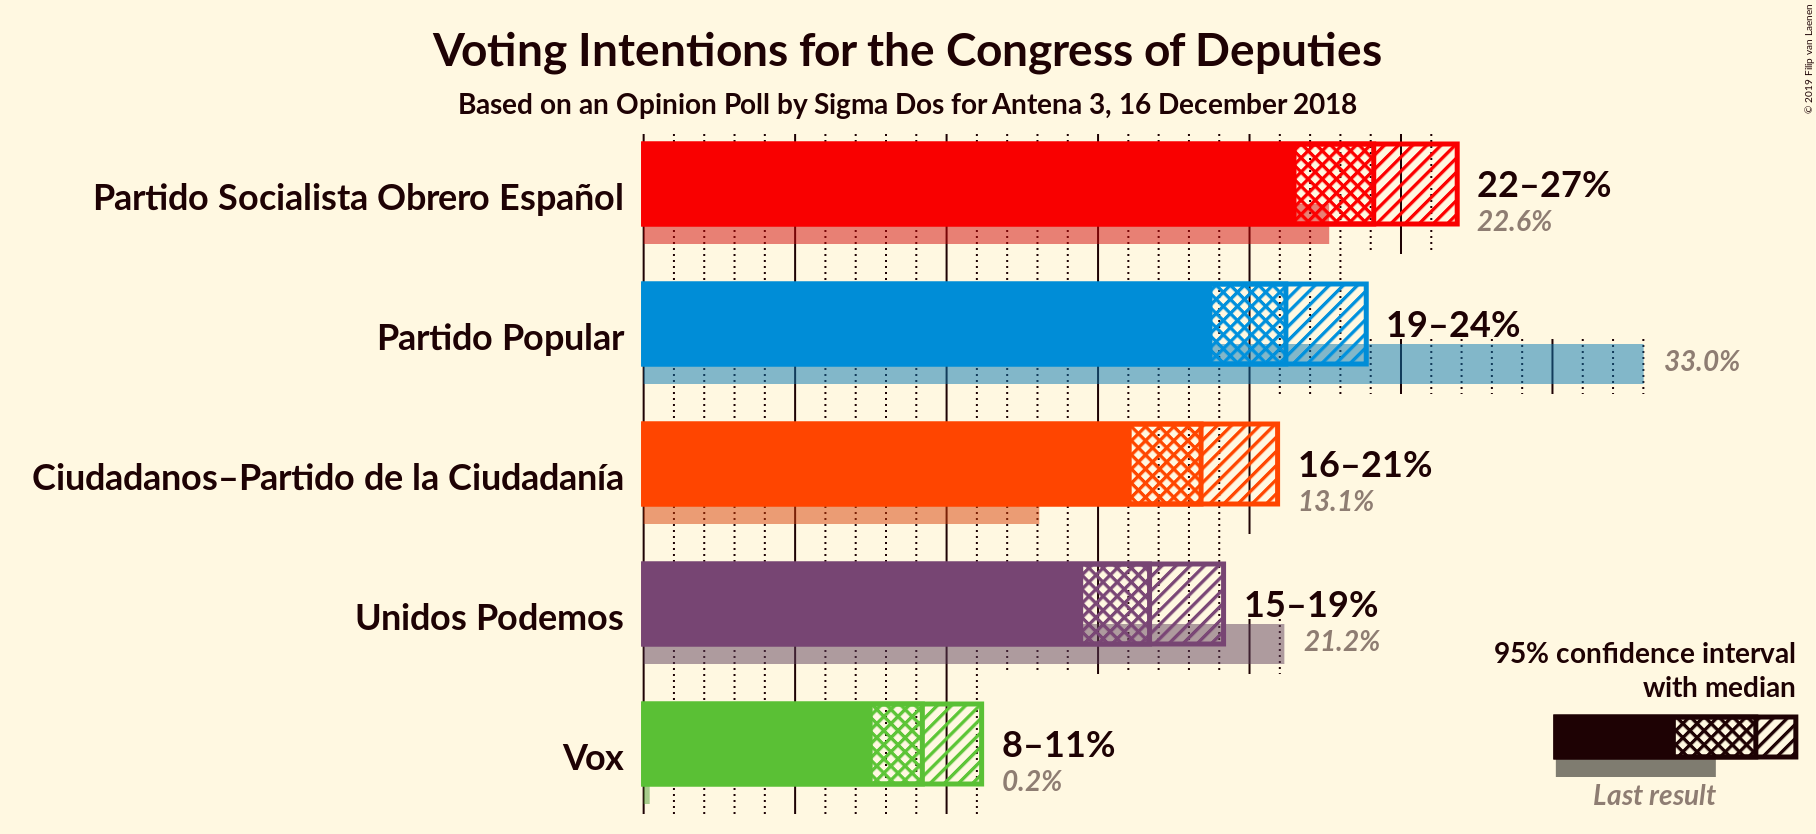 Voting Intentions for the Congress of Deputies
Based on an Opinion Poll by Sigma Dos for Antena 3, 16 December 2018
© 2019 Filip van Laenen
Partido Socialista Obrero Español
22–27%
22.6%
Partido Popular
19–24%
33.0%
Ciudadanos–Partido de la Ciudadanía
16–21%
13.1%
Unidos Podemos
15–19%
21.2%
Vox
8–11%
0.2%
95% confidence interval
with median
Last result